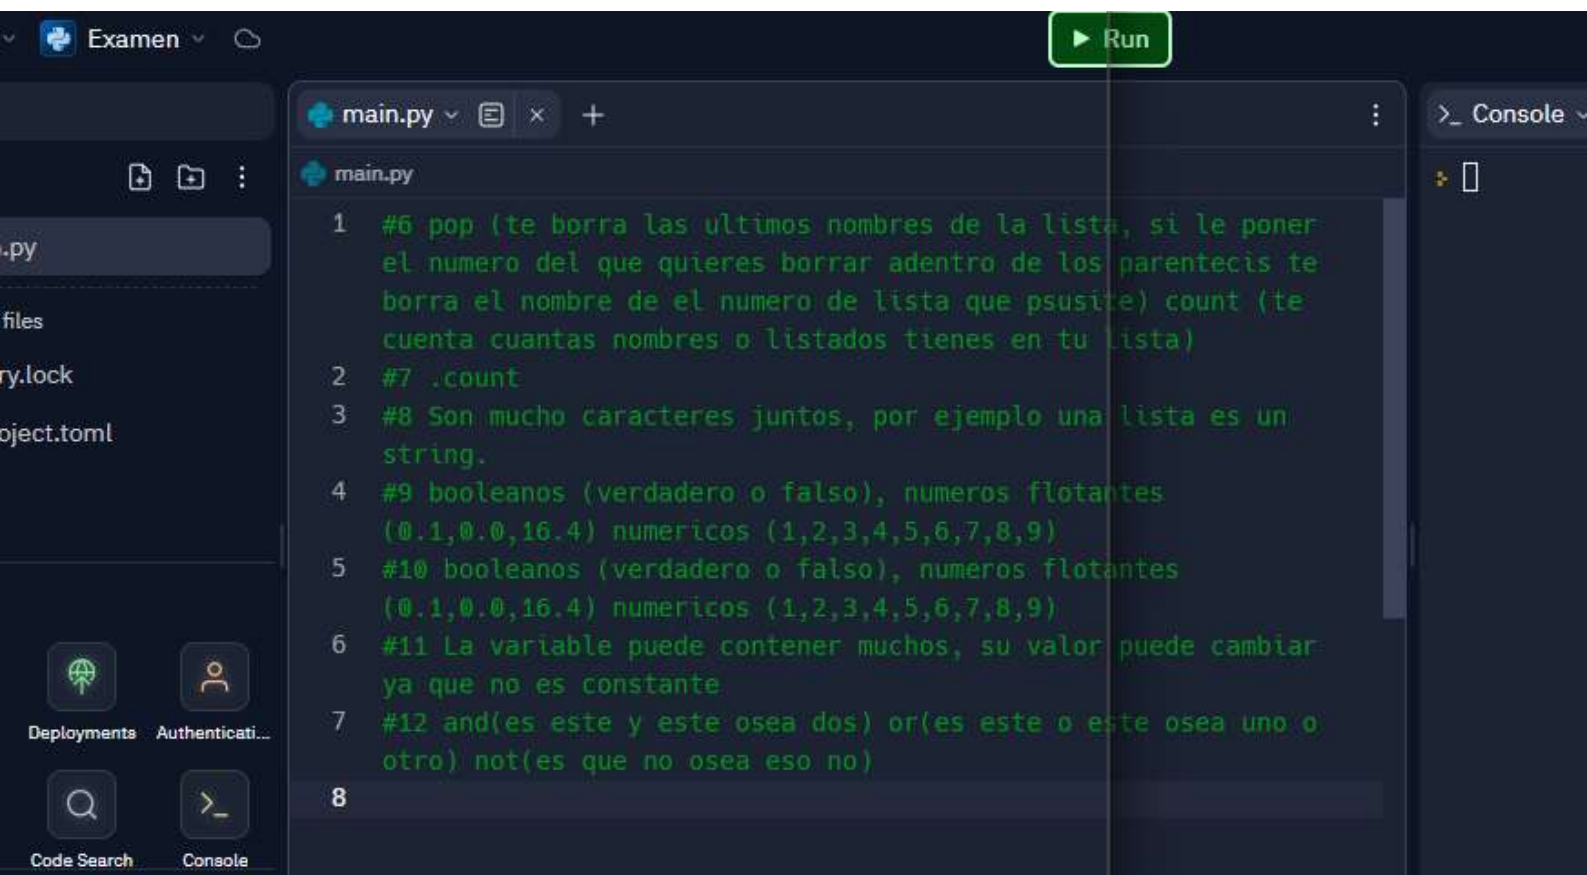 Examen
Run
main.py
Console
main.py
.py
files
ry.lock
oject.toml
1 #6 pop (te borra las ultimos nombres de la lista, si le poner
el numero del que quieres borrar adentro de los parentecis te
borra el nombre de el numero de lista que psusite) count (te
cuenta cuantas nombres o listados tienes en tu lista)
2 #7 .count
3 #8 Son mucho caracteres juntos, por ejemplo una lista es un
string.
4 #9 booleanos (verdadero o falso), numeros flotantes
(0.1,0.0,16.4) numericos (1,2,3,4,5,6,7,8,9)
5 #10 booleanos (verdadero o falso), numeros flotantes
(0.1,0.0,16.4) numericos (1,2,3,4,5,6,7,8,9)
6 #11 La variable puede contener muchos, su valor puede cambiar
ya que no es constante
7 #12 and(es este y este osea dos) or(es este o este osea uno o
otro) not(es que no osea eso no)
8
Deployments Authenticati...
Code Search Console